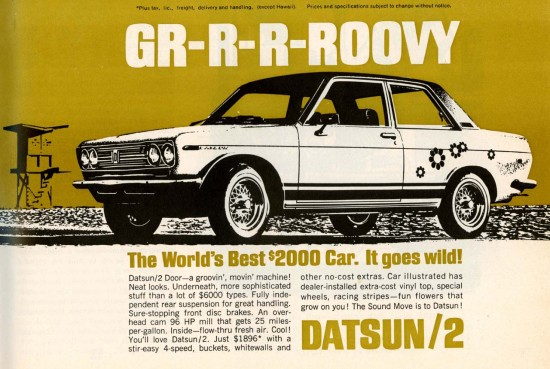 *Plus tax, lic., freight, delivery and handling. (except Hawaii). Prices and specifications subject to change without notice.
GR-R-R-ROOVY
The World's Best $2000 Car. It goes wild!
Datsun/2 Door—a groovin', movin' machine!
Neat looks. Underneath, more sophisticated
stuff than a lot of $6000 types. Fully inde-
pendent rear suspension for great handling.
Sure-stopping front disc brakes. An over-
head cam 96 HP mill that gets 25 miles-
per-gallon. Inside—flow-thru fresh air. Cool!
You'll love Datsun/2. Just $1896* with a
stir-easy 4-speed, buckets, whitewalls and
other no-cost extras. Car illustrated has
dealer-installed extra-cost vinyl top, special
wheels, racing stripes—fun flowers that
grow on you! The Sound Move is to Datsun!
DATSUN/2